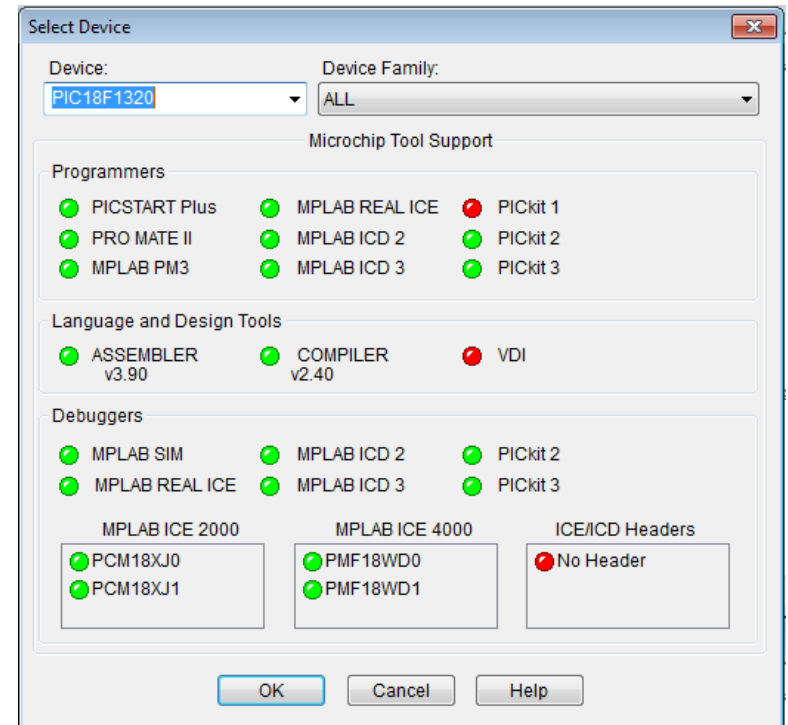 Select Device
Device: Device Family:
PIC18F1320 ALL
Microchip Tool Support
Programmers
PICSTART Plus MPLAB REAL ICE PICkit 1
PRO MATE II MPLAB ICD 2 PICkit 2
MPLAB PM3 MPLAB ICD 3 PICkit 3
Language and Design Tools
ASSEMBLER COMPILER VDI
v3.90 v2.40
Debuggers
MPLAB SIM MPLAB ICD 2 PICkit 2
MPLAB REAL ICE MPLAB ICD 3 PICkit 3
MPLAB ICE 2000 MPLAB ICE 4000 ICE/ICD Headers
PCM18XJ0 PMF18WD0 No Header
PCM18XJ1 PMF18WD1
OK Cancel Help